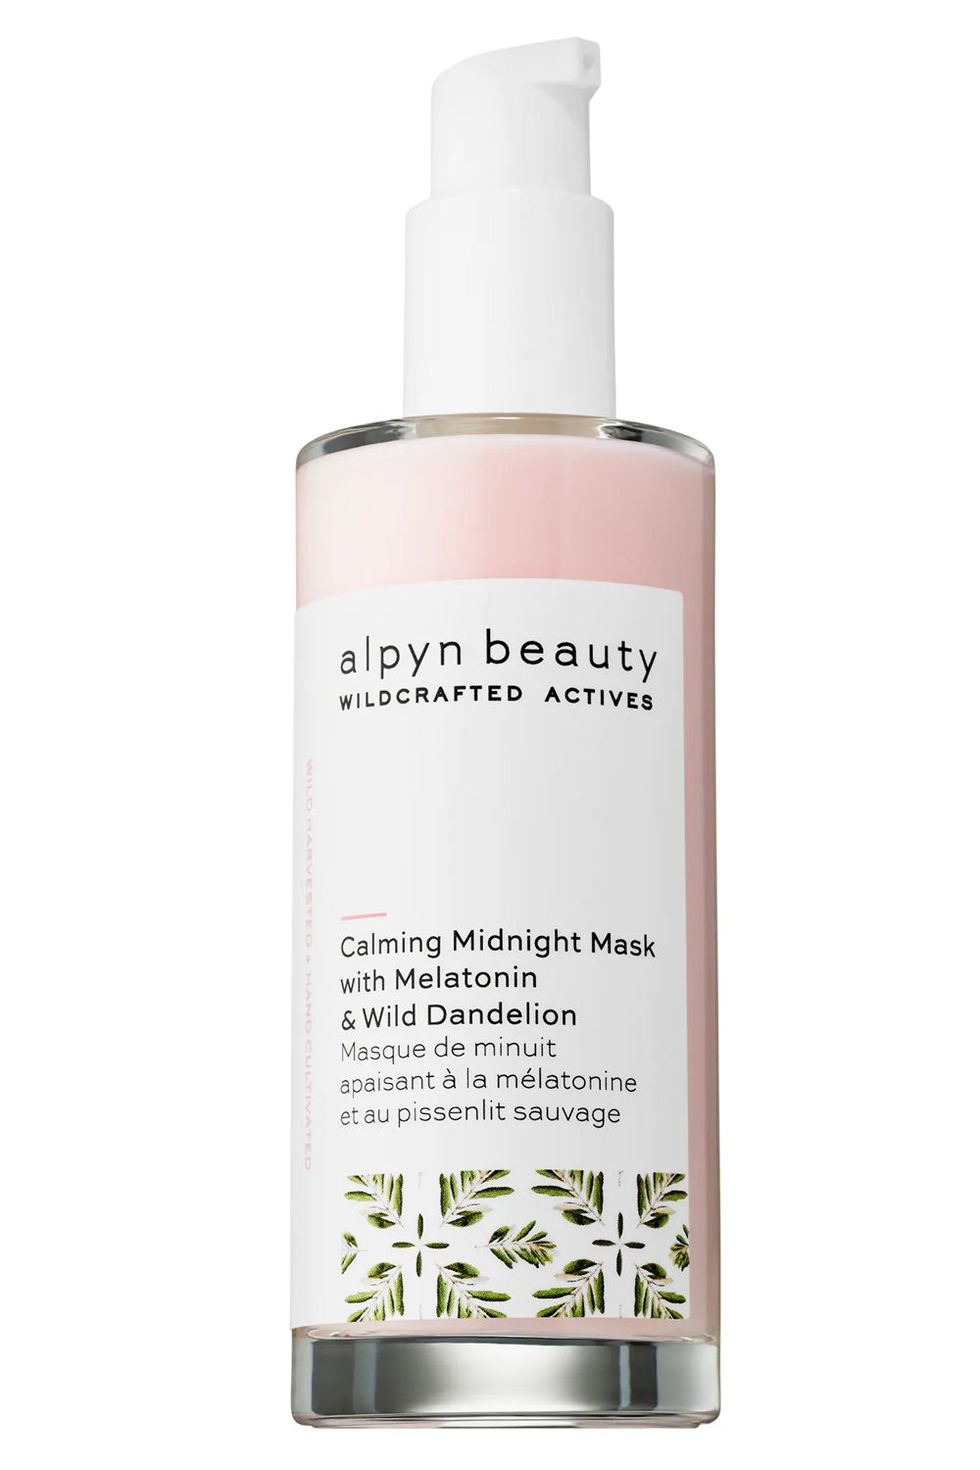 alpyn beauty
WILDCRAFTED ACTIVES
WILD HARVESTED + HAND CULTIVATED
Calming Midnight Mask
with Melatonin
& Wild Dandelion
Masque de minuit
apaisant à la mélatonine
et au pissenlit sauvage